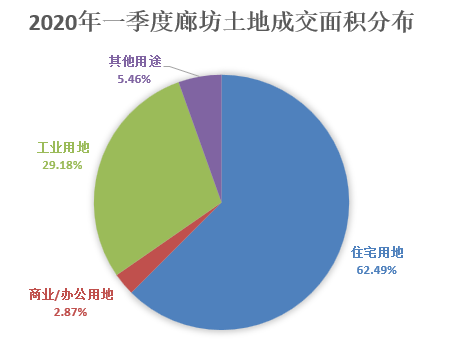 2020年一季度廊坊土地成交面积分布
其他用途
5.46%
工业用地
29.18%
住宅用地
62.49%
商业/办公用地
2.87%